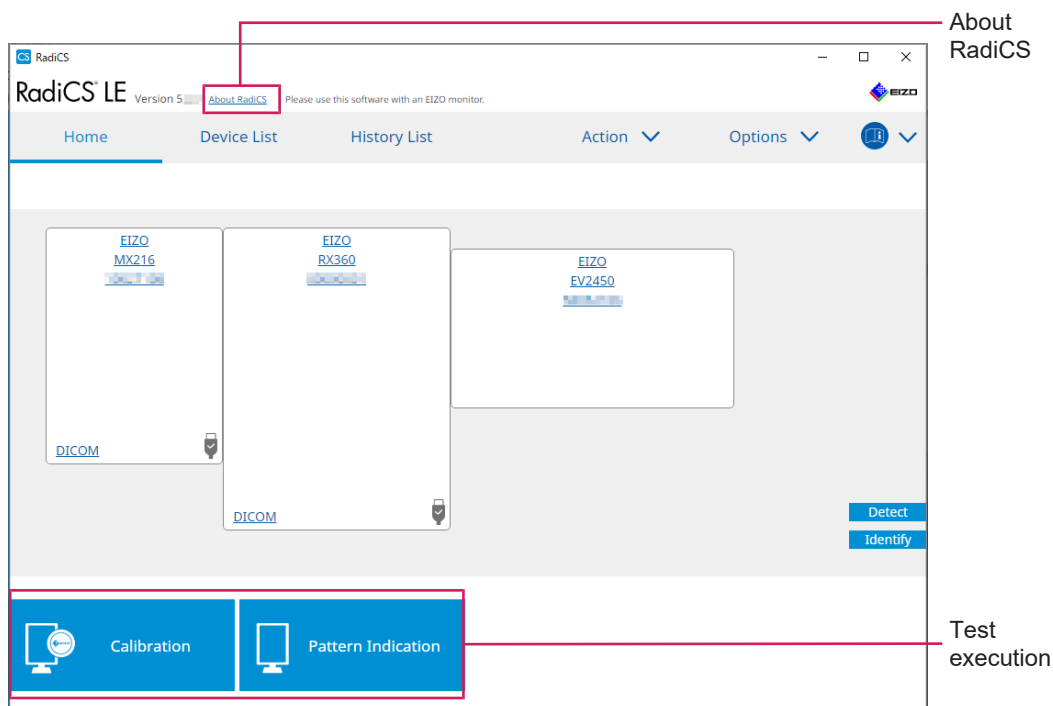 About
RadiCS
CS RadiCS
RadiCS® LE Version 5 About RadiCS Please use this software with an EIZO monitor. EIZO
Home Device List History List Action Options
EIZO
MX216
EIZO
RX360
EIZO
EV2450
DICOM
DICOM
Detect
Identify
Calibration Pattern Indication
Test
execution